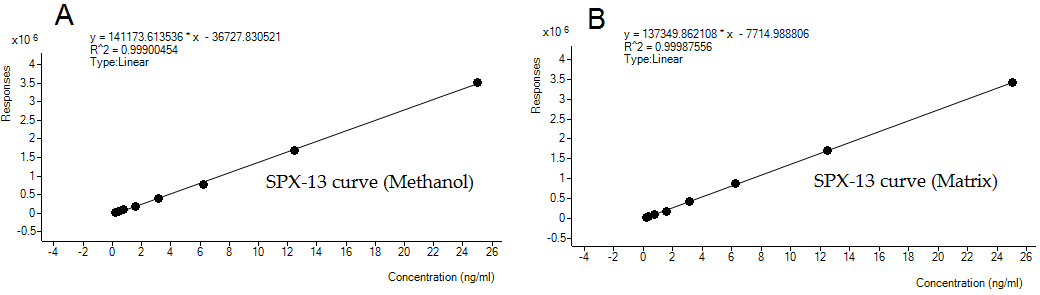 A
x10 6
y = 141173.613536 * x - 36727.830521
R^2 = 0.99900454
Type:Linear
Responses
4
3.5
3
2.5
2
1.5
1
0.5
0
-0.5
SPX-13 curve (Methanol)
-4 -2 0 2 4 6 8 10 12 14 16 18 20 22 24 26
Concentration (ng/ml)
B
x10 6
y = 137349.862108 * x - 7714.988806
R^2 = 0.99987556
Type:Linear
Responses
4
3.5
3
2.5
2
1.5
1
0.5
0
-0.5
SPX-13 curve (Matrix)
-4 -2 0 2 4 6 8 10 12 14 16 18 20 22 24 26
Concentration (ng/ml)